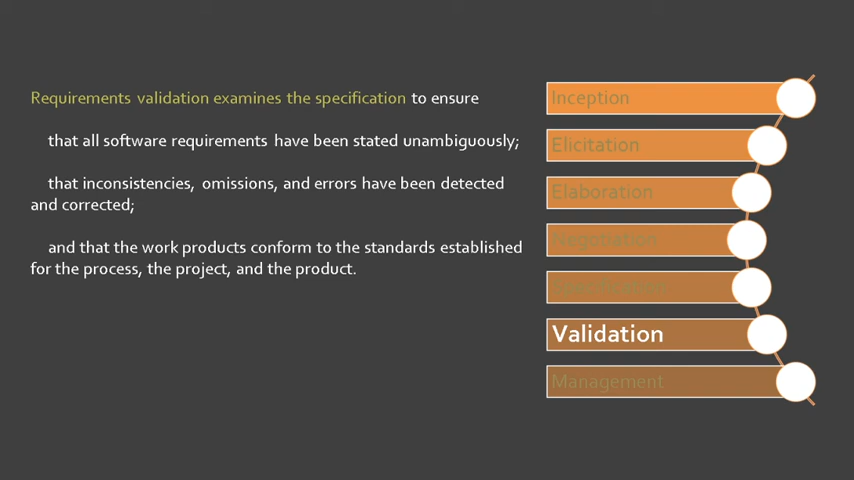 Requirements validation examines the specification to ensure
that all software requirements have been stated unambiguously;
that inconsistencies, omissions, and errors have been detected
and corrected;
and that the work products conform to the standards established
for the process, the project, and the product.
Inception
Elicitation
Elaboration
Negotiation
Specification
Validation
Management